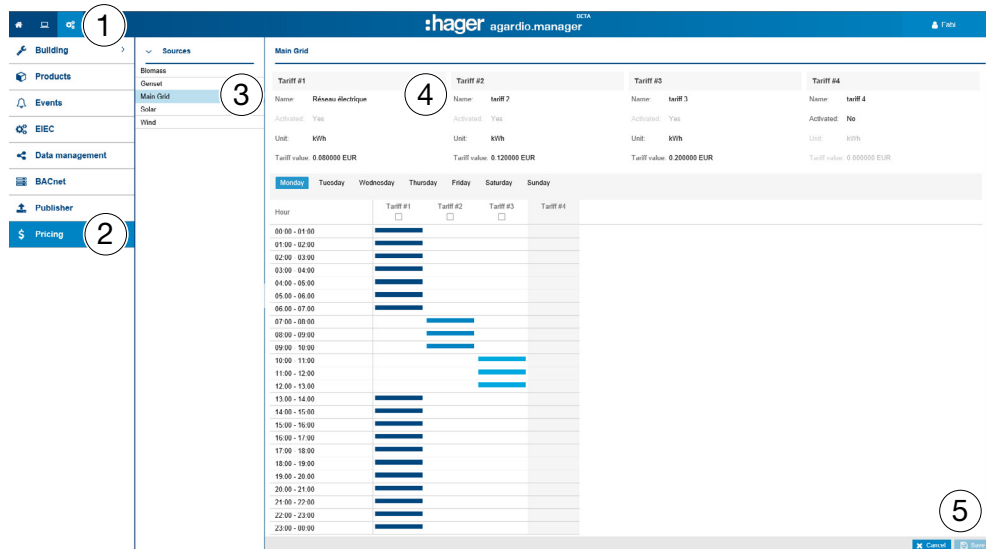 1
:hager agardio.manager BETA
Fabi
Building
Products
Events
EIEC
Data management
BACnet
Publisher
$ Pricing
2
Sources
Biomass
Genset
Main Grid
Solar
Wind
3
Main Grid
Tariff #1
Name: Réseau électrique
Activated: Yes
Unit: kWh
Tariff value: 0.080000 EUR
4
Tariff #2
Name: tariff 2
Activated: Yes
Unit: kWh
Tariff value: 0.120000 EUR
Tariff #3
Name: tariff 3
Activated: Yes
Unit: kWh
Tariff value: 0.200000 EUR
Tariff #4
Name: tariff 4
Activated: No
Unit: kWh
Tariff value: 0.000000 EUR
Monday Tuesday Wednesday Thursday Friday Saturday Sunday
Hour Tariff #1 Tariff #2 Tariff #3 Tariff #4
00:00 - 01:00
01:00 - 02:00
02:00 - 03:00
03:00 - 04:00
04:00 - 05:00
05:00 - 06:00
06:00 - 07:00
07:00 - 08:00
08:00 - 09:00
09:00 - 10:00
10:00 - 11:00
11:00 - 12:00
12:00 - 13:00
13:00 - 14:00
14:00 - 15:00
15:00 - 16:00
16:00 - 17:00
17:00 - 18:00
18:00 - 19:00
19:00 - 20:00
20:00 - 21:00
21:00 - 22:00
22:00 - 23:00
23:00 - 00:00
5
Cancel Save